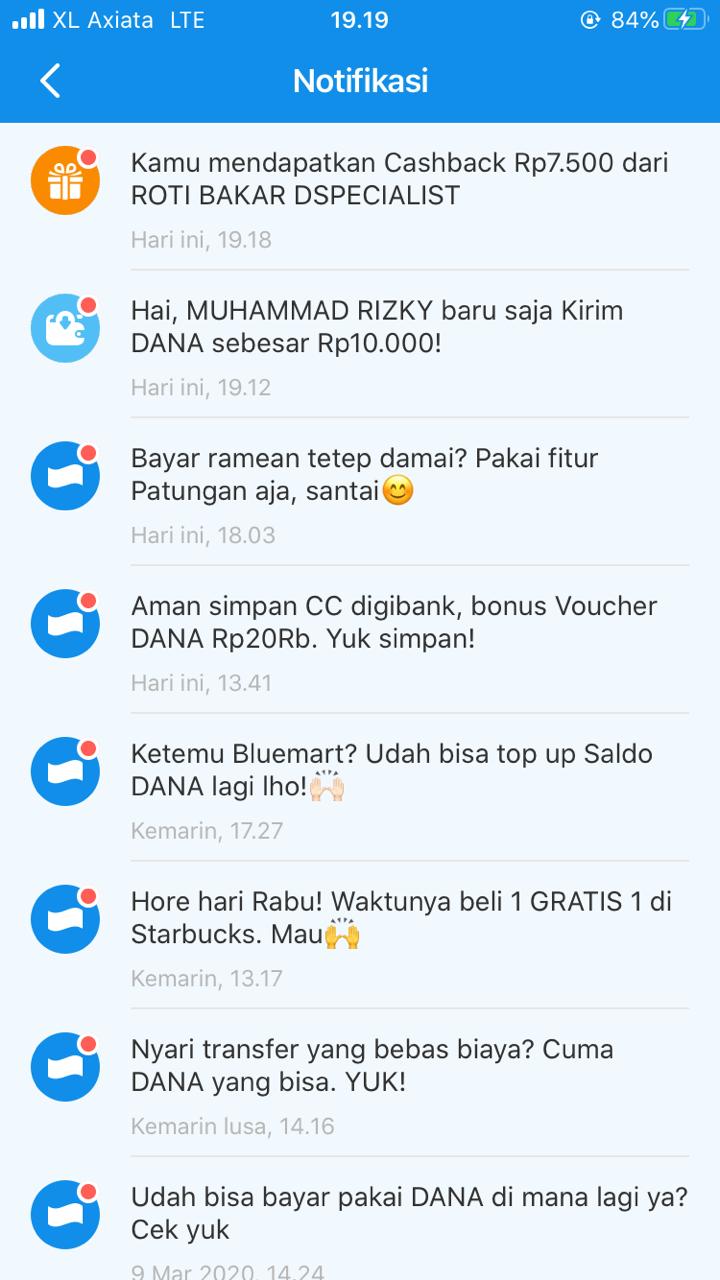 XL Axiata LTE 19.19 84%
Notifikasi
Kamu mendapatkan Cashback Rp7.500 dari
ROTI BAKAR DSPECIALIST
Hari ini, 19.18
Hai, MUHAMMAD RIZKY baru saja Kirim
DANA sebesar Rp10.000!
Hari ini, 19.12
Bayar ramean tetep damai? Pakai fitur
Patungan aja, santai😊
Hari ini, 18.03
Aman simpan CC digibank, bonus Voucher
DANA Rp20Rb. Yuk simpan!
Hari ini, 13.41
Ketemu Bluemart? Udah bisa top up Saldo
DANA lagi lho!🙌🏻
Kemarin, 17.27
Hore hari Rabu! Waktunya beli 1 GRATIS 1 di
Starbucks. Mau🙌
Kemarin, 13.17
Nyari transfer yang bebas biaya? Cuma
DANA yang bisa. YUK!
Kemarin lusa, 14.16
Udah bisa bayar pakai DANA di mana lagi ya?
Cek yuk
9 Mar 2020, 14.24